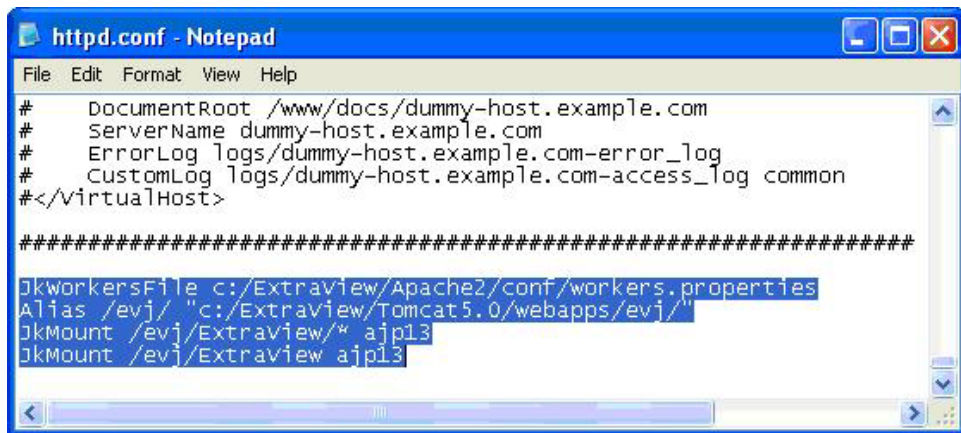 httpd.conf - Notepad
File Edit Format View Help
# DocumentRoot /www/docs/dummy-host.example.com
# ServerName dummy-host.example.com
# ErrorLog logs/dummy-host.example.com-error_log
# CustomLog logs/dummy-host.example.com-access_log common
#</VirtualHost>
#################################################################
JkWorkersFile c:/ExtraView/Apache2/conf/workers.properties
Alias /evj/ "c:/ExtraView/Tomcat5.0/webapps/evj/"
JkMount /evj/ExtraView/* ajp13
JkMount /evj/ExtraView ajp13